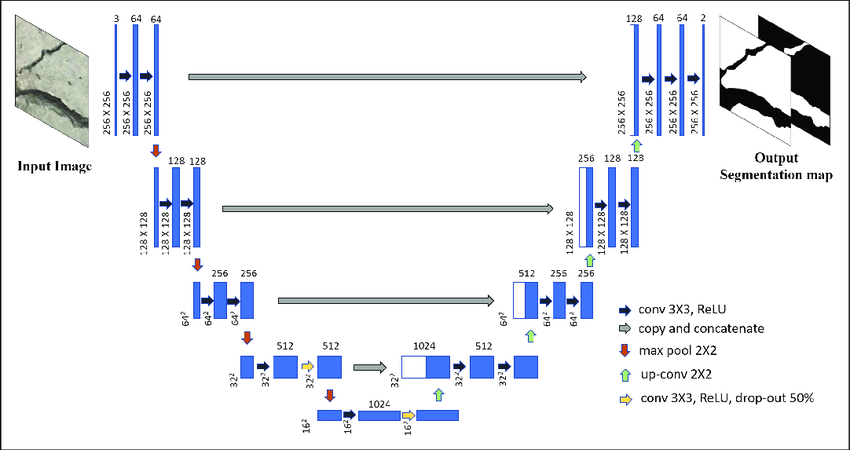 3 64 64
256 X 256
256 X 256
256 X 256
Input Image
128 64 64 2
256 X 256
256 X 256
256 X 256
256 X 256
Output
Segmentation map
128 128
128 X 128
128 X 128
128 X 128
256 128 128
128 X 128
128 X 128
128 X 128
256 256
64²
64²
64²
512 255 256
64²
64²
64²
512 512
32²
32²
32²
1024 512
32²
32²
32²
1024
16²
16²
16²
conv 3X3, ReLU
copy and concatenate
max pool 2X2
up-conv 2X2
conv 3X3, ReLU, drop-out 50%